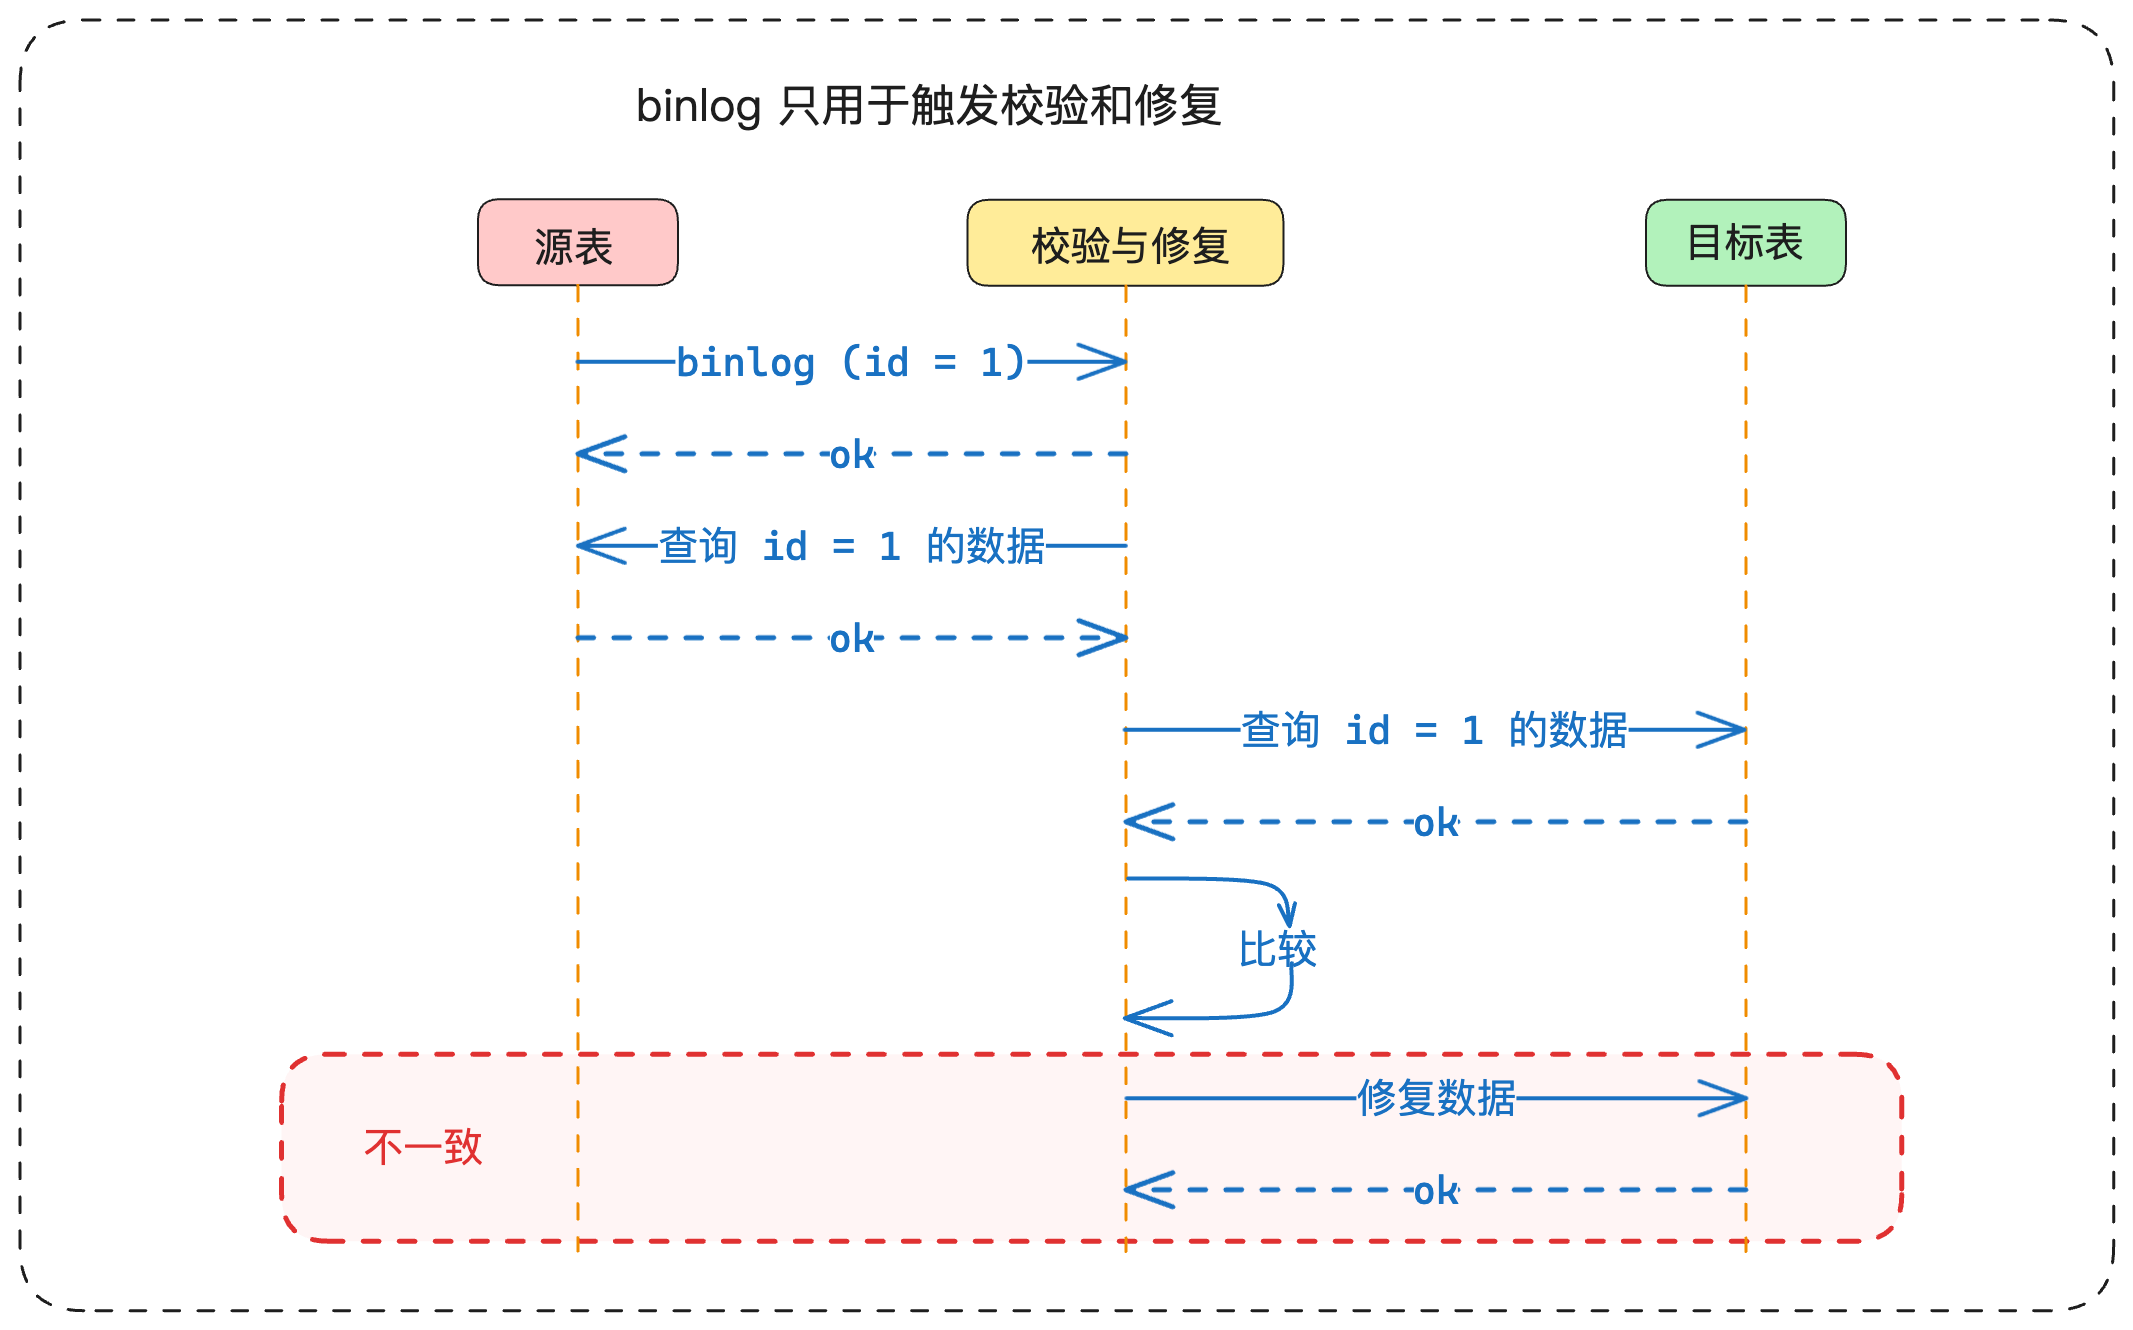 binlog 只用于触发校验和修复
源表
校验与修复
目标表
binlog (id = 1)
ok
查询 id = 1 的数据
ok
查询 id = 1 的数据
ok
比较
修复数据
不一致
ok